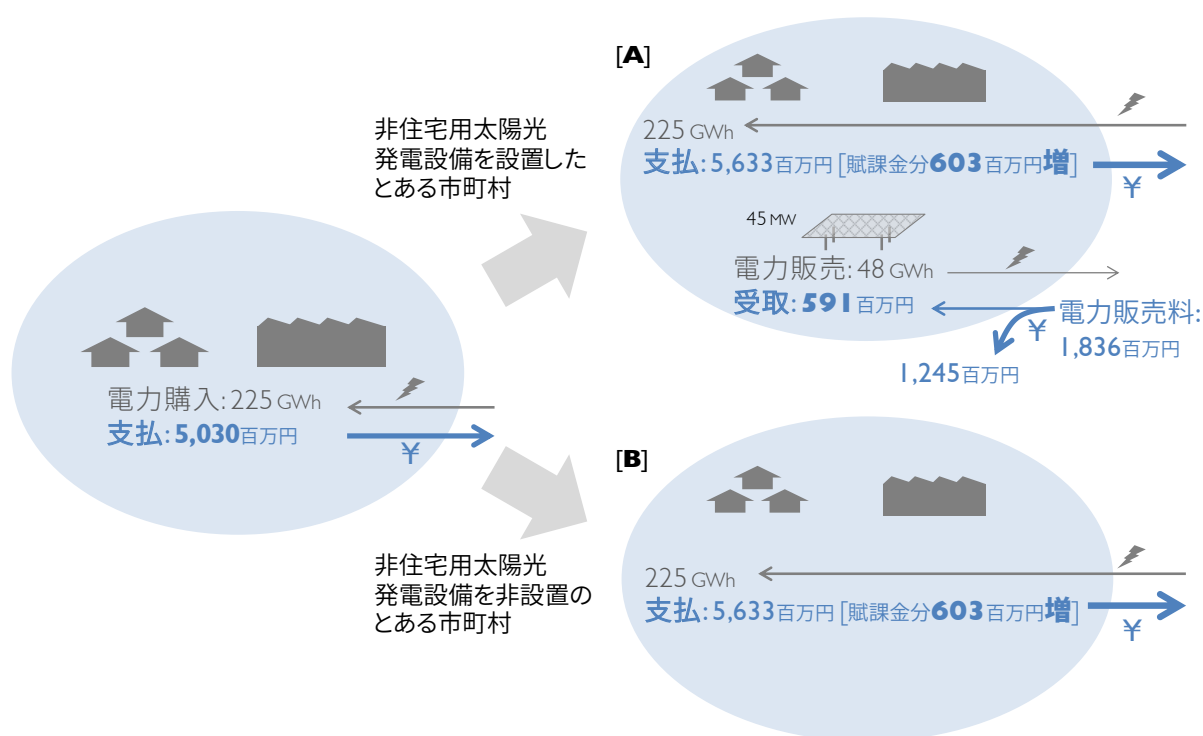 電力購入: 225 GWh
支払: 5,030百万円
¥
非住宅用太陽光
発電設備を設置した
とある市町村
[A]
225 GWh
支払: 5,633百万円 [賦課金分603百万円増]
¥
45 MW
電力販売: 48 GWh
受取: 591百万円
¥
電力販売料:
1,836百万円
1,245百万円
非住宅用太陽光
発電設備を非設置の
とある市町村
[B]
225 GWh
支払: 5,633百万円 [賦課金分603百万円増]
¥